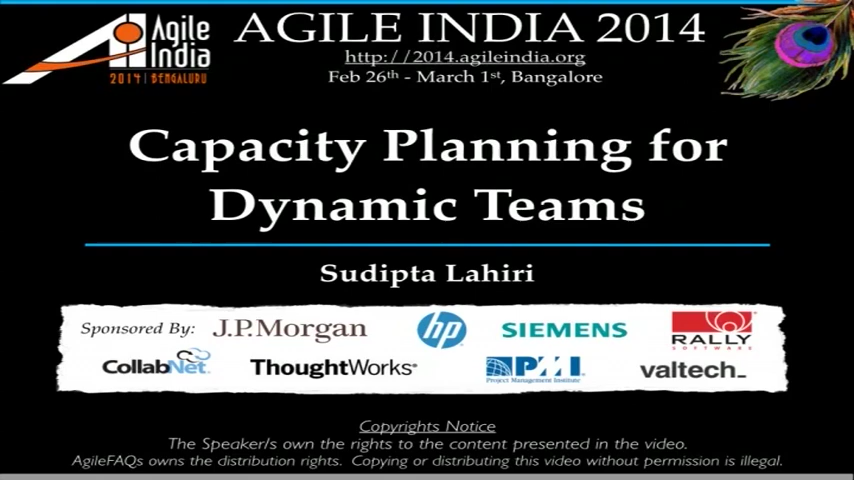 Agile
India
2014 | BENGALURU
AGILE INDIA 2014
http://2014.agileindia.org
Feb 26th - March 1st, Bangalore
Capacity Planning for
Dynamic Teams
Sudipta Lahiri
Sponsored By: J.P.Morgan hp SIEMENS RALLY
SOFTWARE
CollabNet ThoughtWorks® PMI valtech_
Project Management Institute
Copyrights Notice
The Speaker/s own the rights to the content presented in the video.
AgileFAQs owns the distribution rights. Copying or distributing this video without permission is illegal.